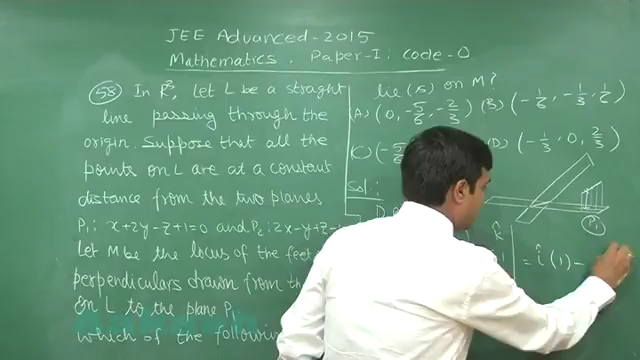 JEE Advanced - 2015
Mathematics, Paper-I: Code-0
(58) In R³, Let L be a straght
line passing through the
origin. Suppose that all the
points on L are at a constant
distance from the two planes
P₁: x+2y-z+1=0 and P₂: 2x-y+z-
Let M be the locus of the feet
perpendiculars drawn from
on L to the plane P₁
which of the following
lie(s) on M?
(A) (0, -5/6, -2/3) (B) (-1/6, -1/3, 1/6)
(C) (-5/6 (D) (-1/3, 0, 2/3)
Sol:
P₁
= î (1) -